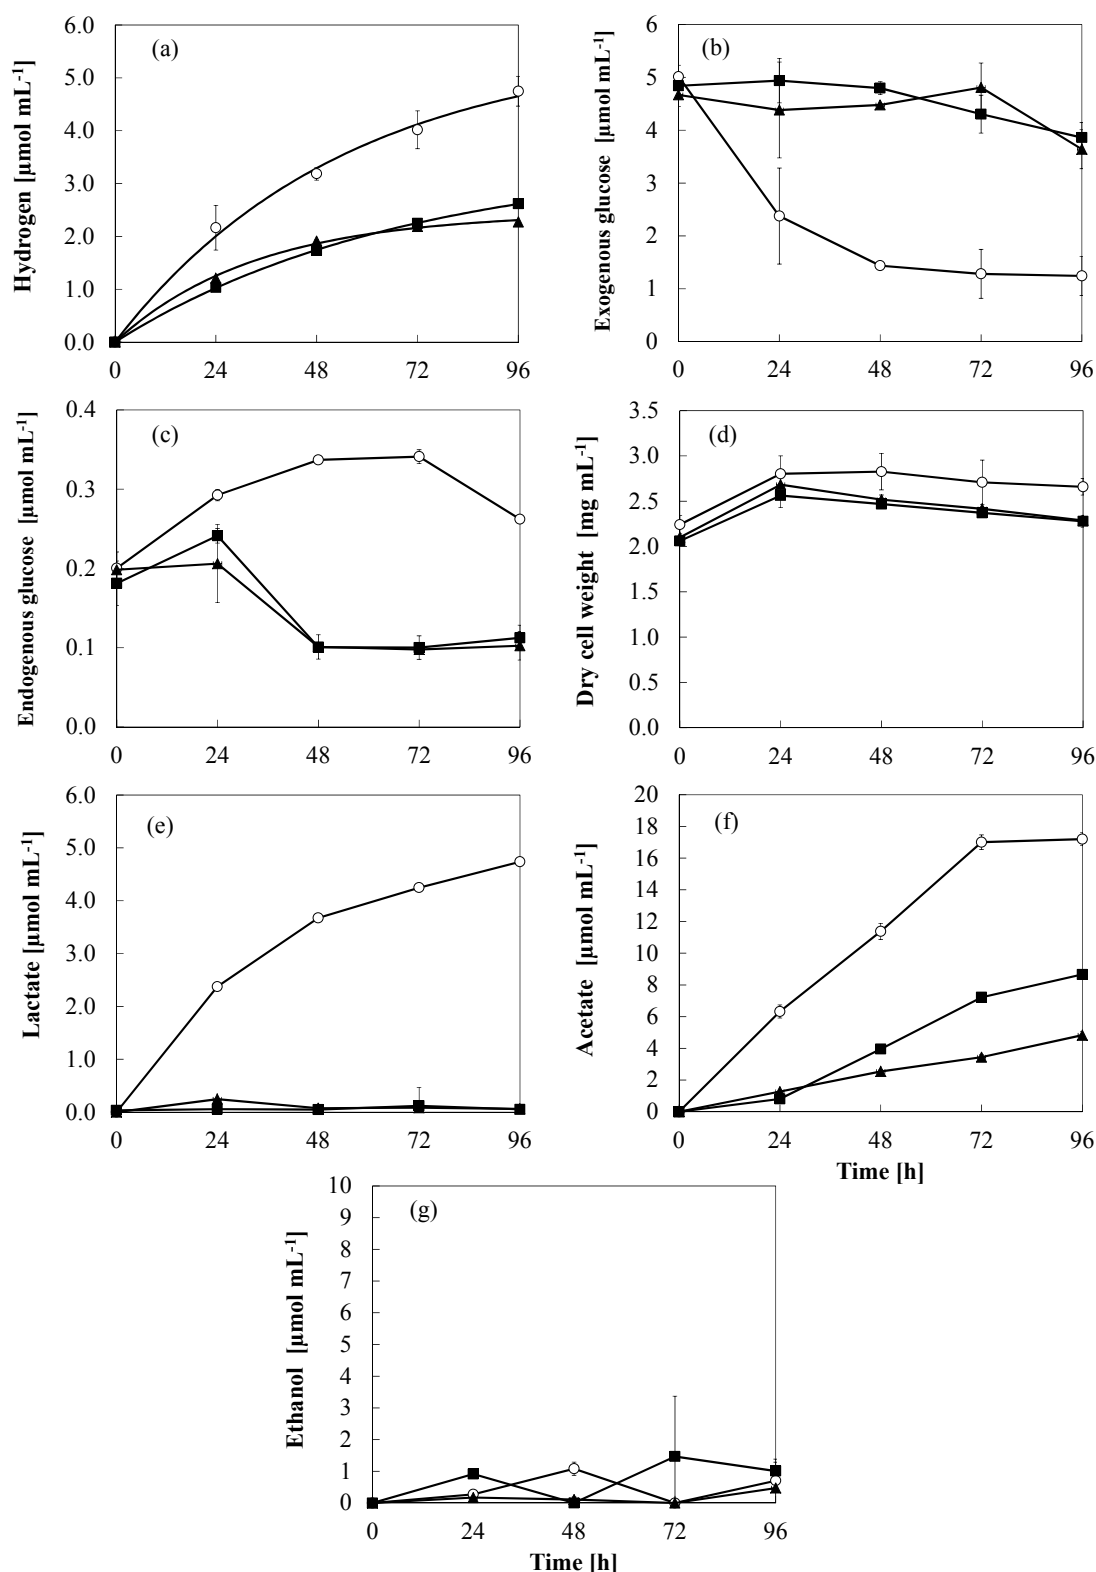 (a)
Hydrogen [µmol mL-1]
6.0
5.0
4.0
3.0
2.0
1.0
0.0
0 24 48 72 96
(b)
Exogenous glucose [µmol mL-1]
6
5
4
3
2
1
0
0 24 48 72 96
(c)
Endogenous glucose [µmol mL-1]
0.4
0.3
0.2
0.1
0.0
0 24 48 72 96
(d)
Dry cell weight [mg mL-1]
3.5
3.0
2.5
2.0
1.5
1.0
0.5
0.0
0 24 48 72 96
(e)
Lactate [µmol mL-1]
6.0
5.0
4.0
3.0
2.0
1.0
0.0
0 24 48 72 96
(f)
Acetate [µmol mL-1]
20
18
16
14
12
10
8
6
4
2
0
0 24 48 72 96
Time [h]
(g)
Ethanol [µmol mL-1]
10
9
8
7
6
5
4
3
2
1
0
0 24 48 72 96
Time [h]